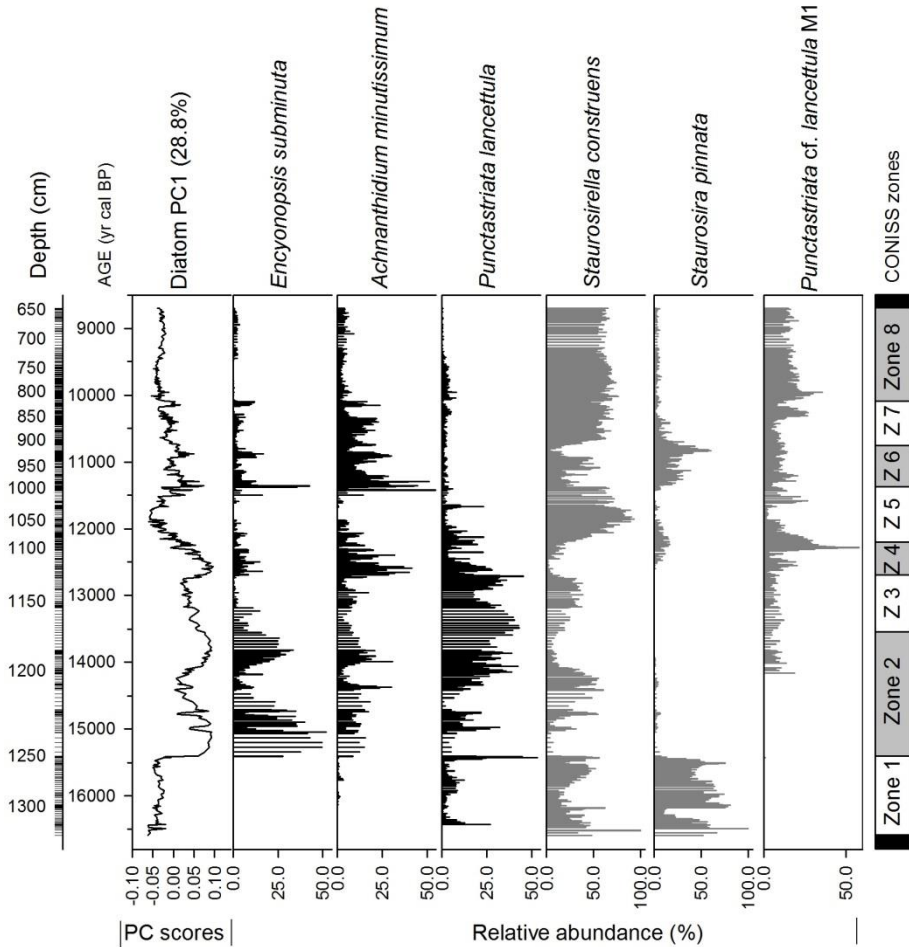 Depth (cm)
650
700
750
800
850
900
950
1000
1050
1100
1150
1200
1250
1300
AGE (yr cal BP)
9000
10000
11000
12000
13000
14000
15000
16000
Diatom PC1 (28.8%)
-0.10
-0.05
0.00
0.05
0.10
Encyonopsis subminuta
0.0
25.0
50.0
Achnanthidium minutissimum
0.0
25.0
50.0
Punctastriata lancettula
0.0
25.0
50.0
Staurosirella construens
0.0
50.0
100.0
Staurosira pinnata
0.0
50.0
100.0
Punctastriata cf. lancettula M1
0.0
50.0
CONISS zones
Zone 8
Z 7
Z 6
Z 5
Z 4
Z 3
Zone 2
Zone 1
PC scores
Relative abundance (%)